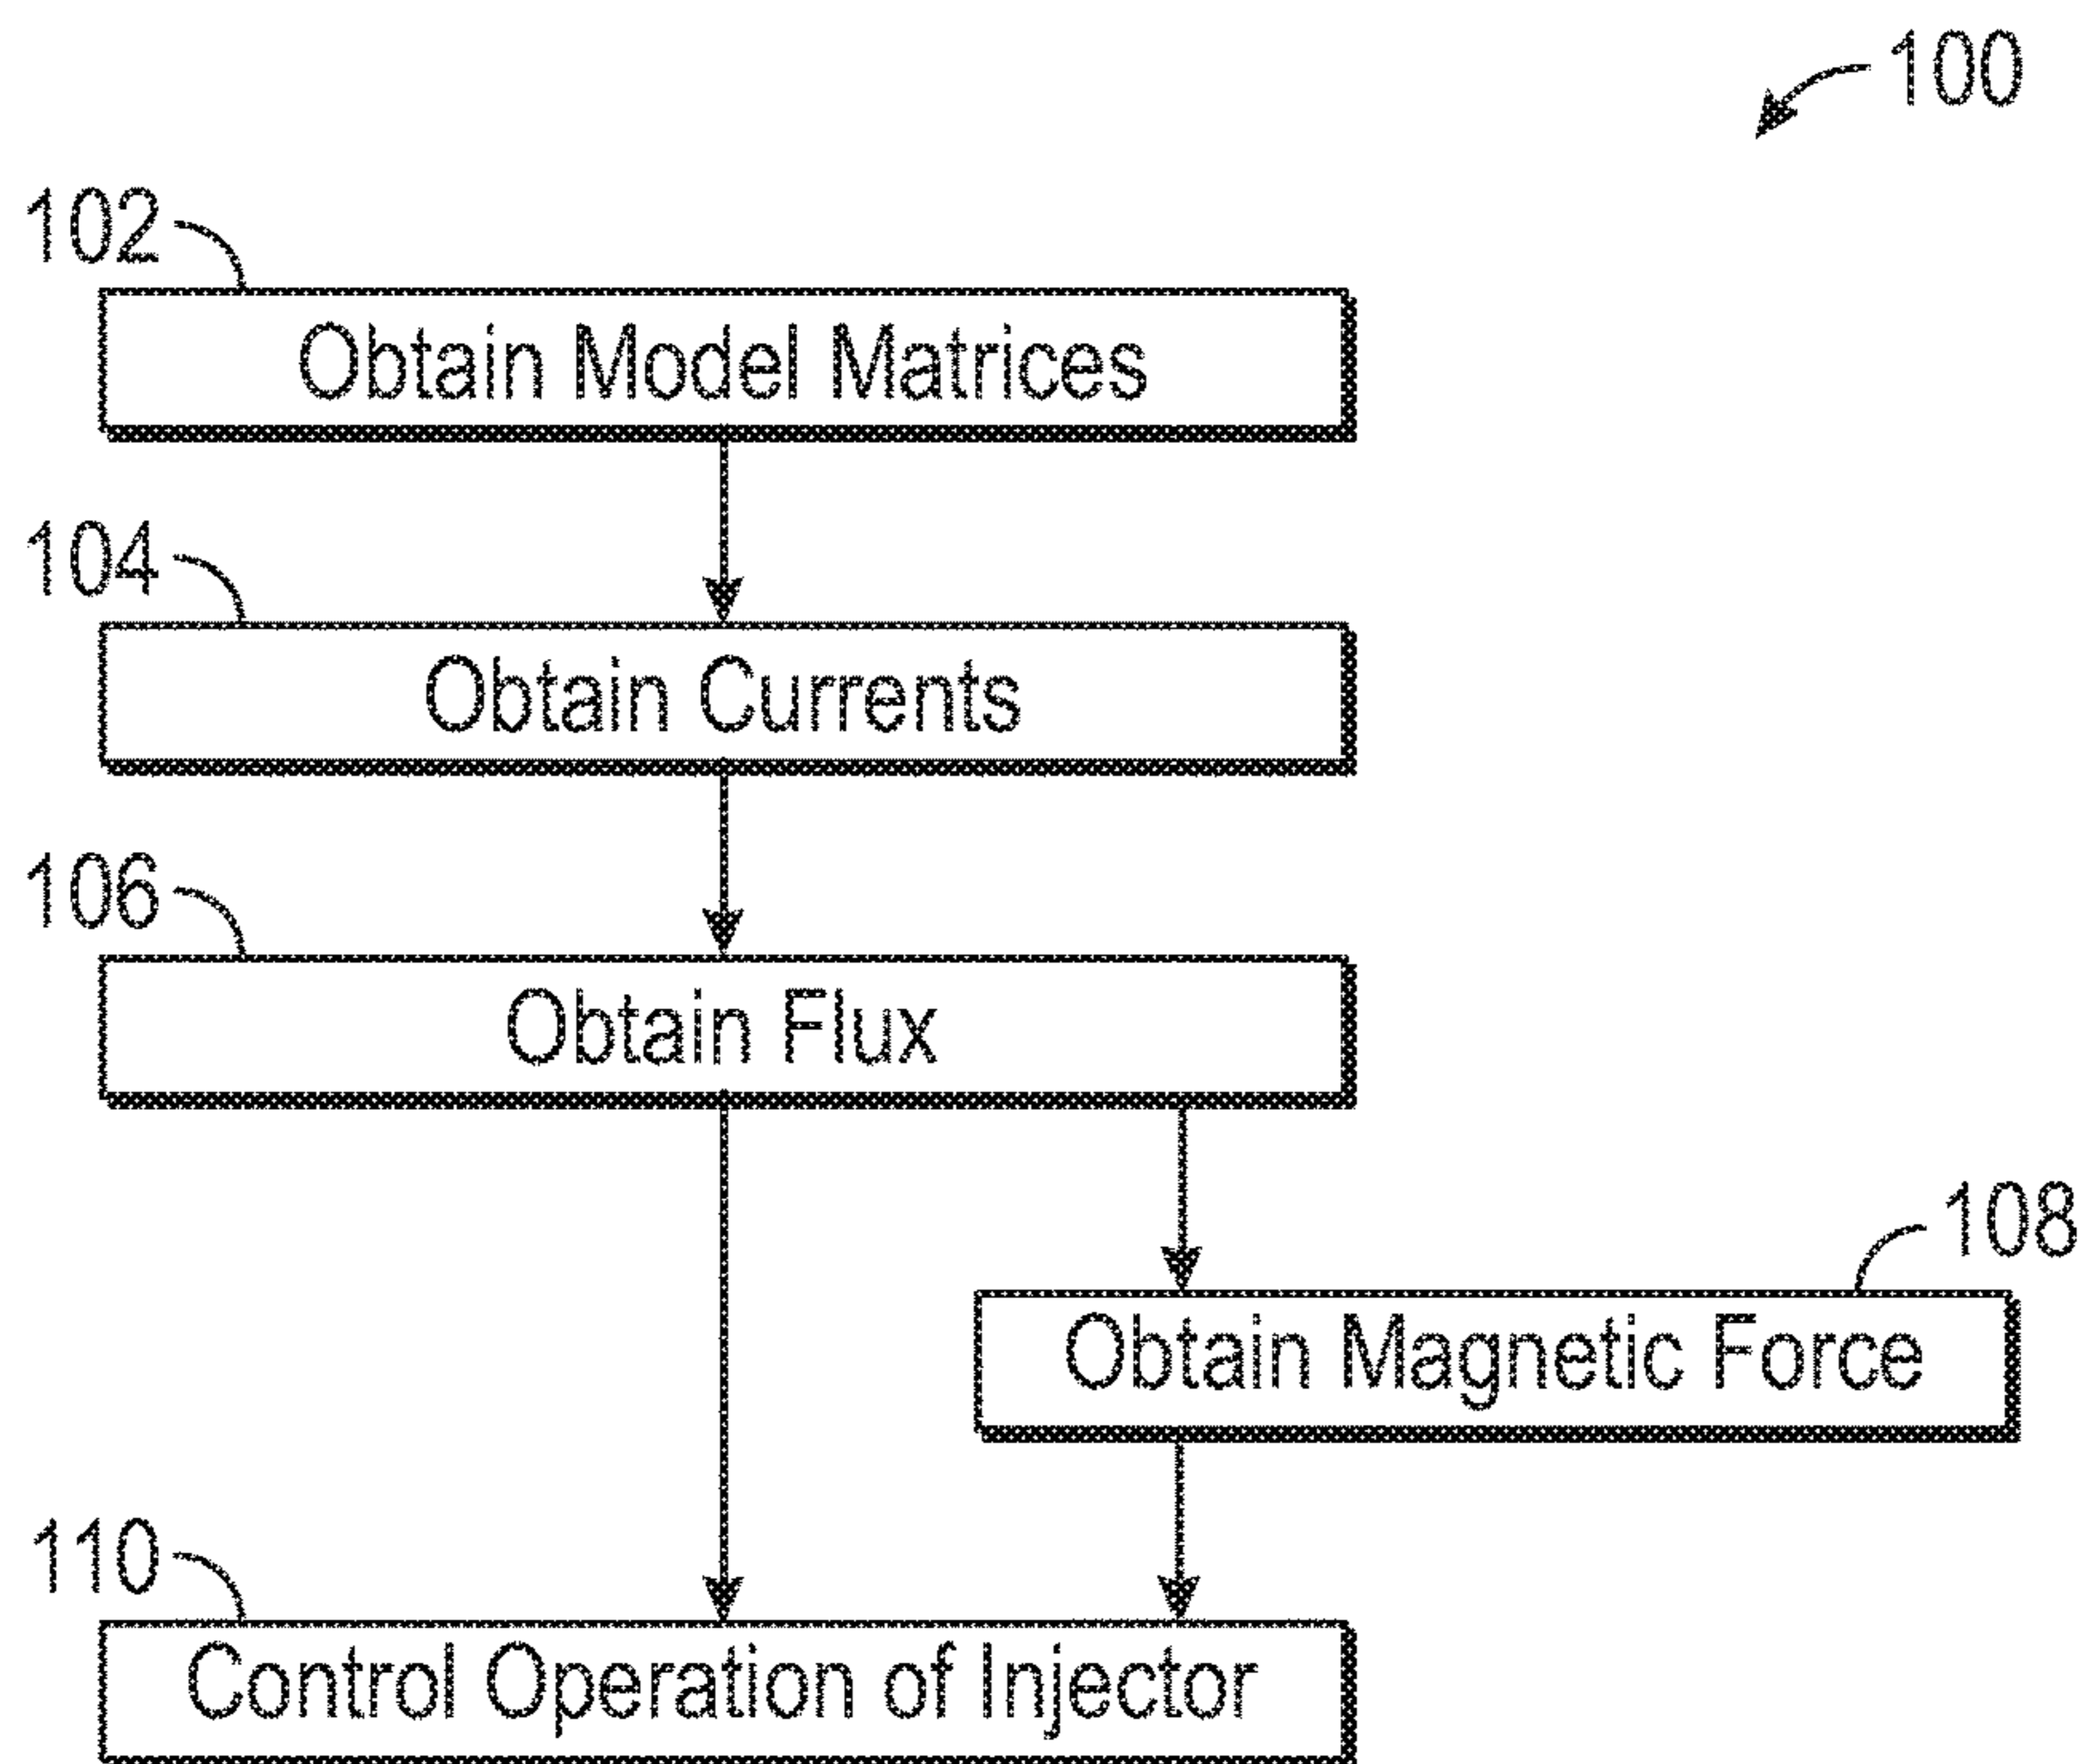 100
102
Obtain Model Matrices
104
Obtain Currents
106
Obtain Flux
108
Obtain Magnetic Force
110
Control Operation of Injector